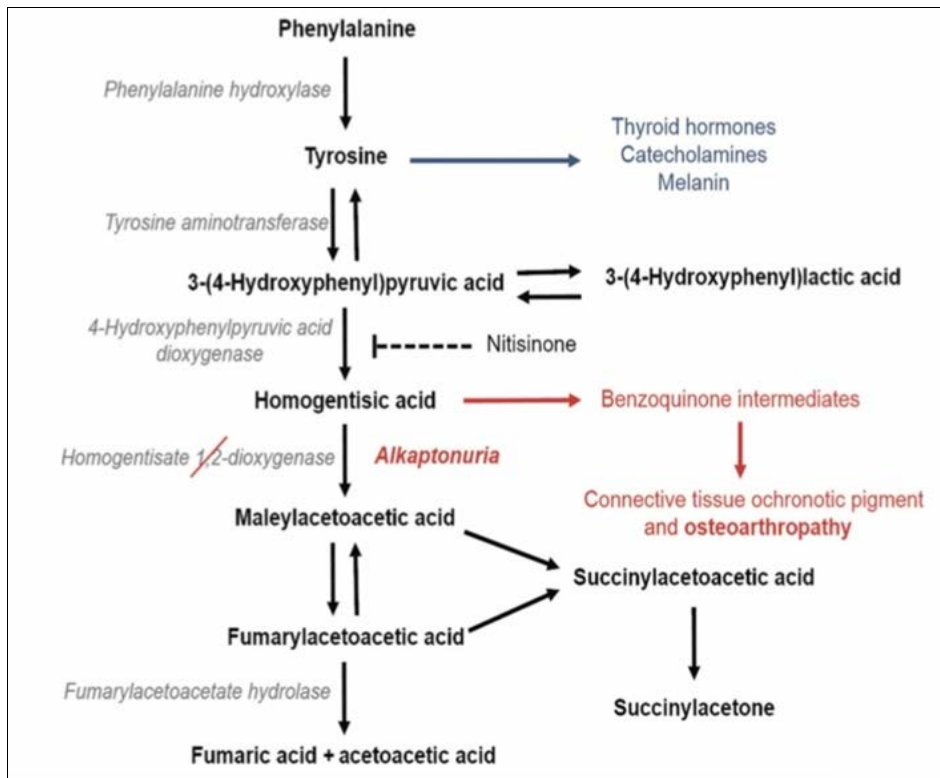 Phenylalanine
Phenylalanine hydroxylase
Tyrosine
Thyroid hormones
Catecholamines
Melanin
Tyrosine aminotransferase
3-(4-Hydroxyphenyl)pyruvic acid
3-(4-Hydroxyphenyl)lactic acid
4-Hydroxyphenylpyruvic acid
dioxygenase
Nitisinone
Homogentisic acid
Benzoquinone intermediates
Homogentisate 1,2-dioxygenase
Alkaptonuria
Connective tissue ochronotic pigment
and osteoarthropathy
Maleylacetoacetic acid
Succinylacetoacetic acid
Fumarylacetoacetic acid
Fumarylacetoacetate hydrolase
Succinylacetone
Fumaric acid + acetoacetic acid